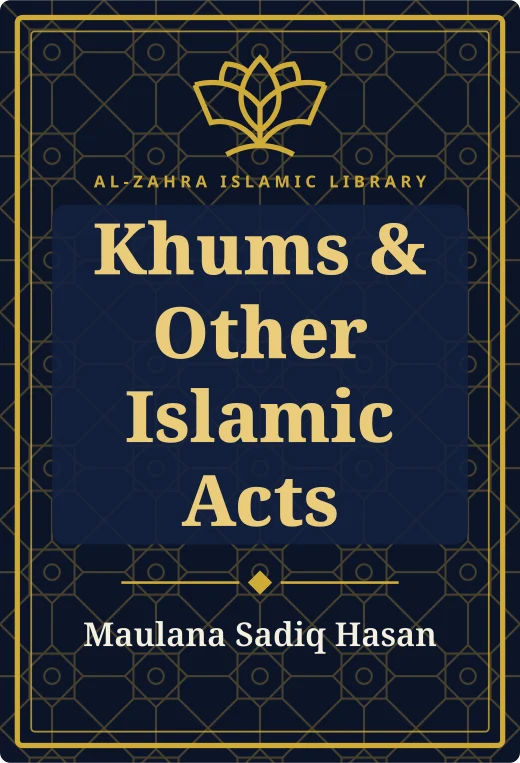 AL-ZAHRA ISLAMIC LIBRARY
Khums &
Other
Islamic
Acts
Maulana Sadiq Hasan